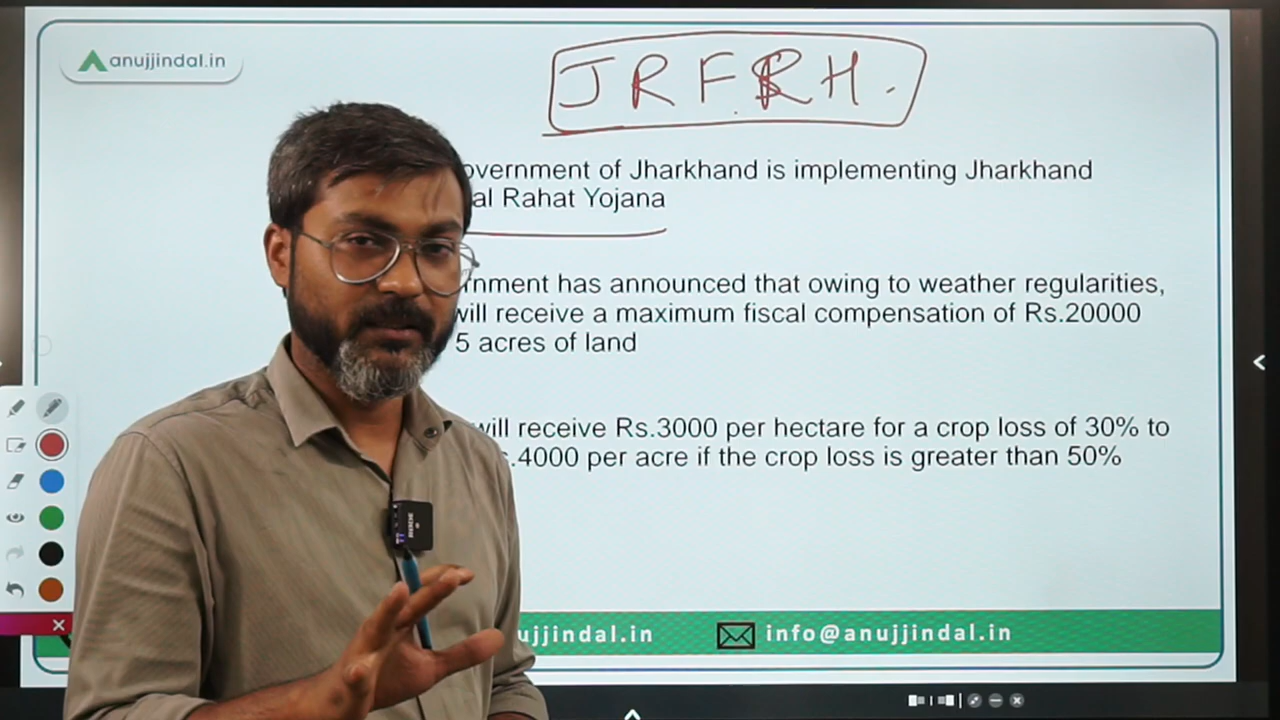 anujjindal.in
JRFRH.
overnment of Jharkhand is implementing Jharkhand
al Rahat Yojana
rnment has announced that owing to weather regularities,
will receive a maximum fiscal compensation of Rs.20000
5 acres of land
will receive Rs.3000 per hectare for a crop loss of 30% to
.4000 per acre if the crop loss is greater than 50%
ujjindal.in info@anujjindal.in